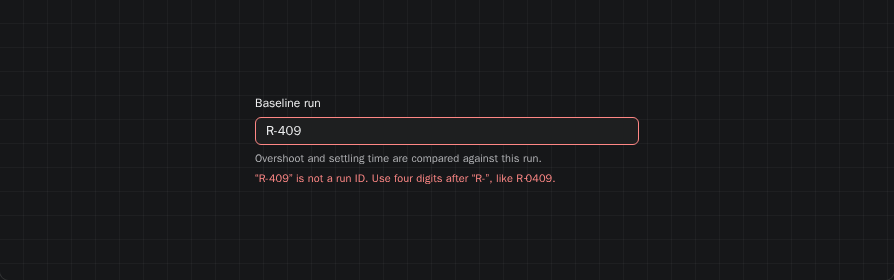 Baseline run
R-409
Overshoot and settling time are compared against this run.
"R-409" is not a run ID. Use four digits after "R-", like R-0409.